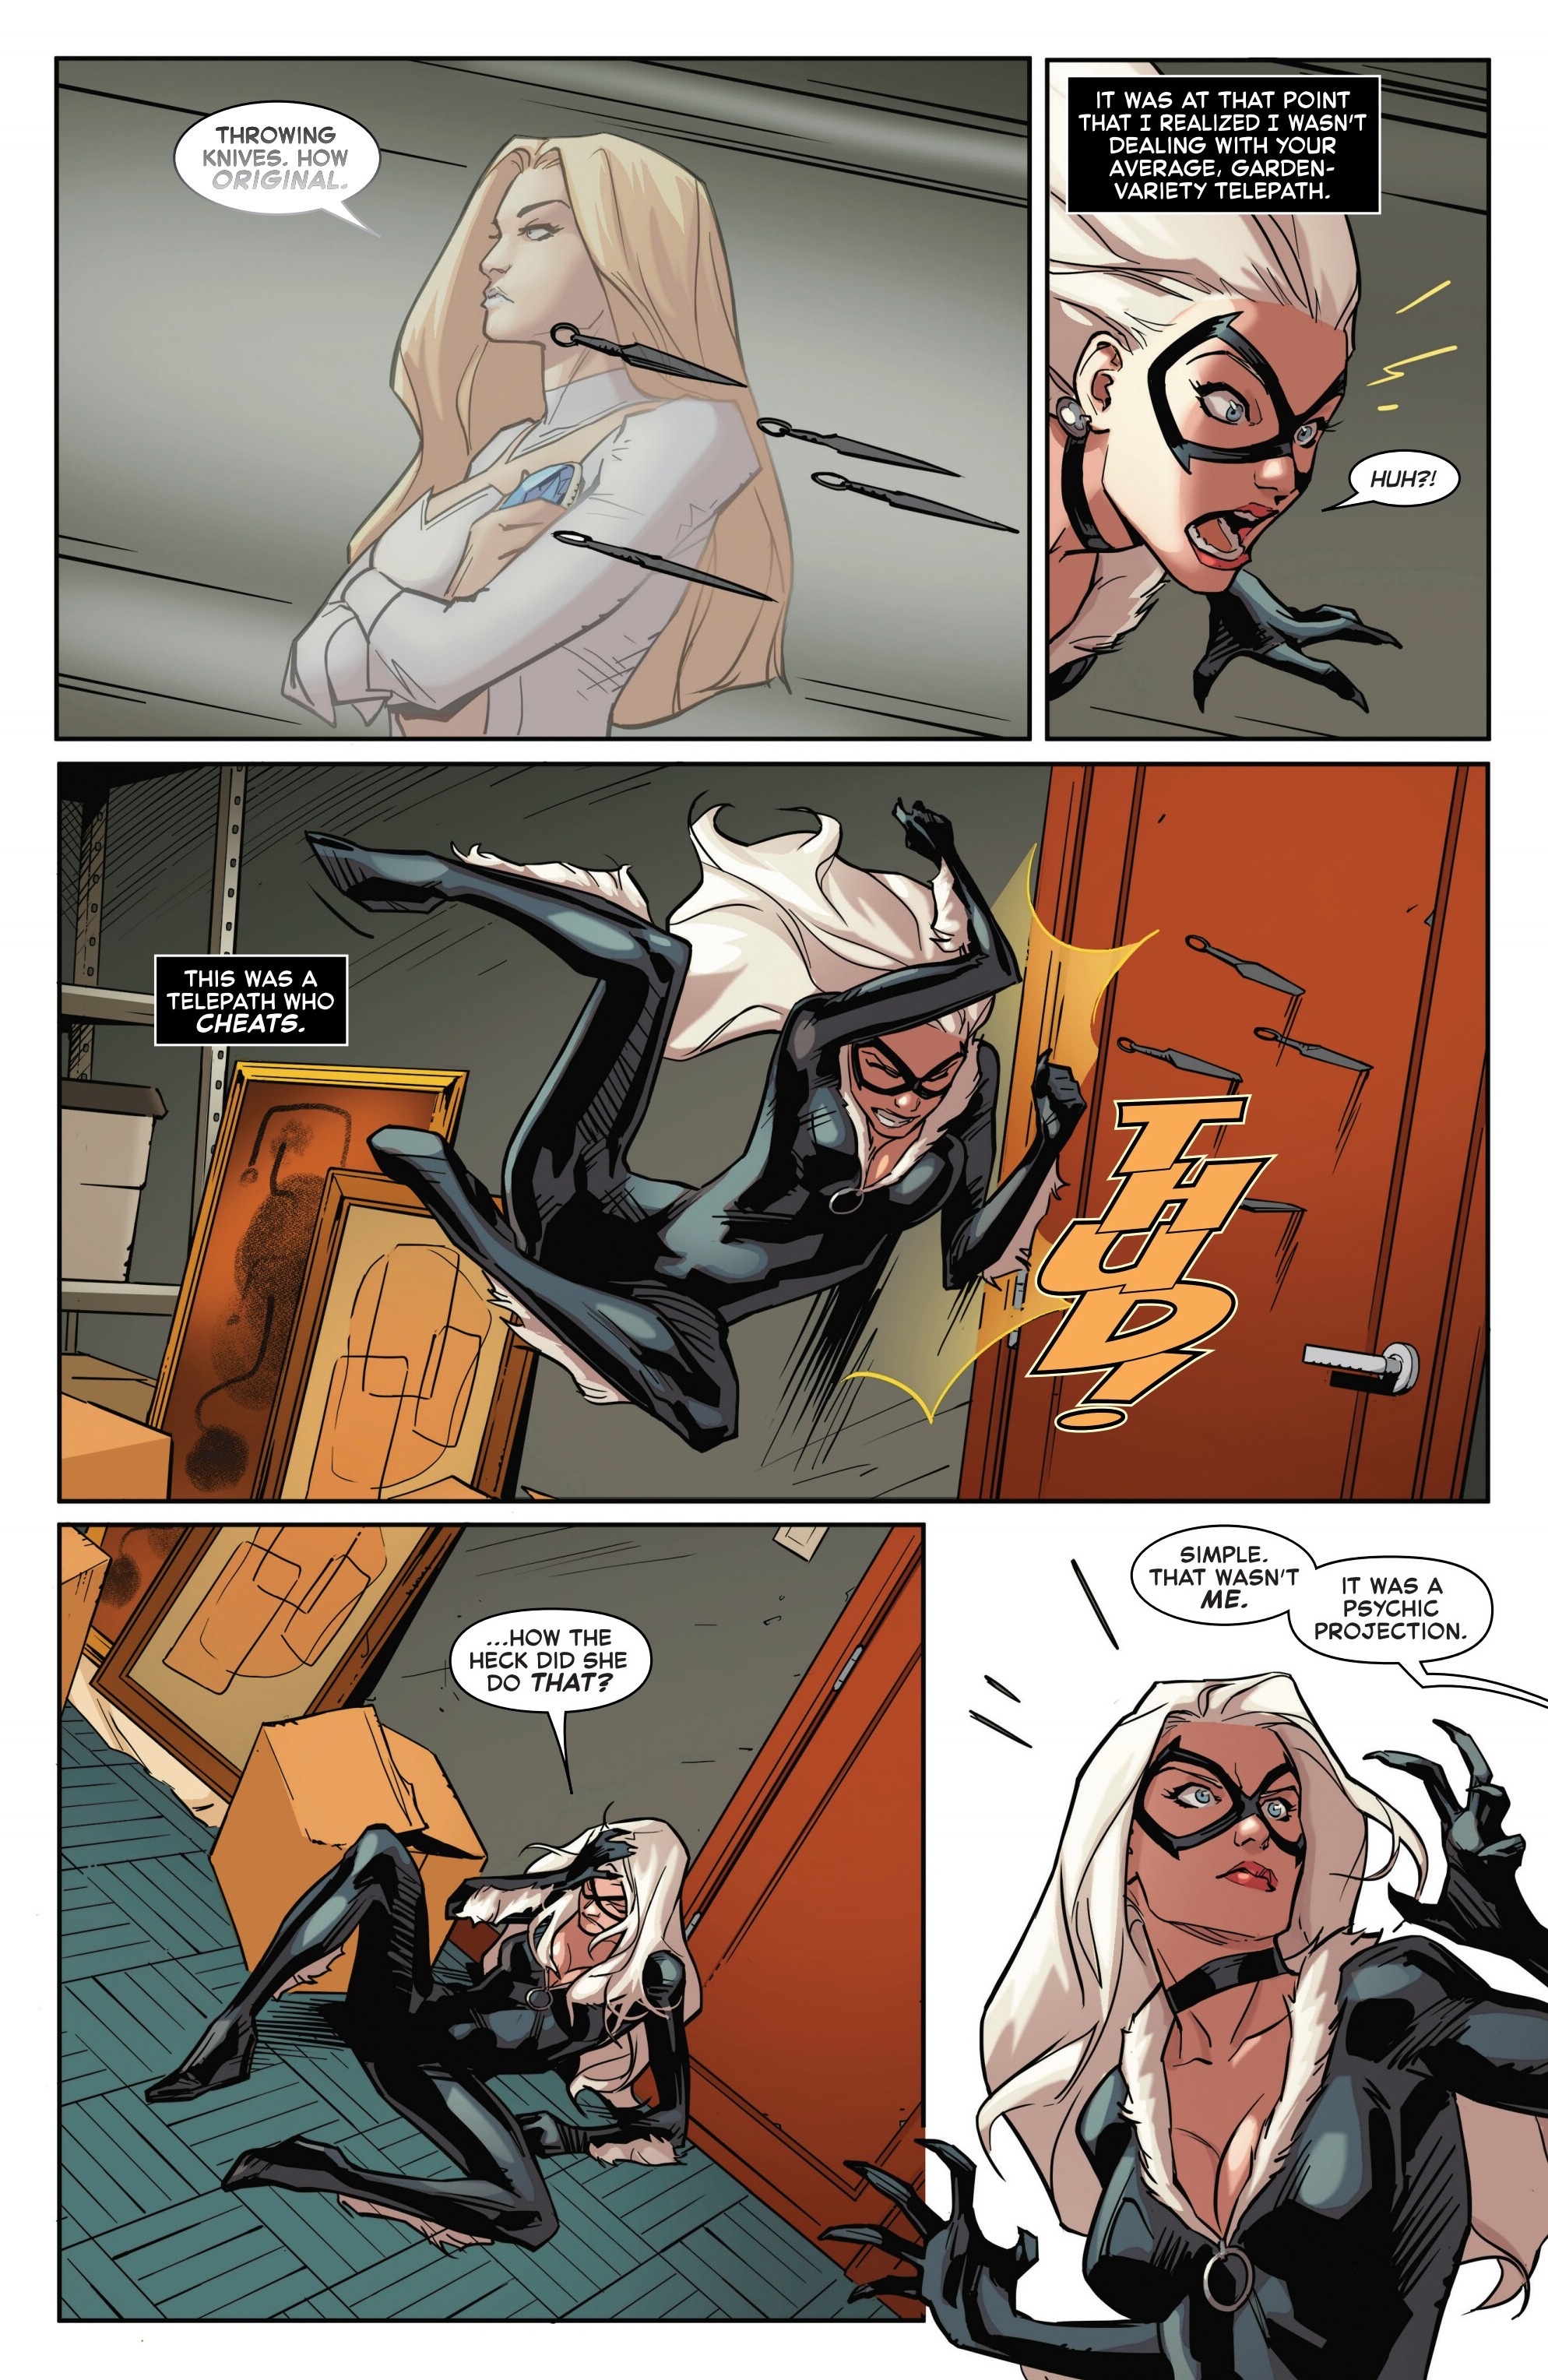 THROWING
KNIVES. HOW
ORIGINAL.
IT WAS AT THAT POINT
THAT I REALIZED I WASN'T
DEALING WITH YOUR
AVERAGE, GARDEN-
VARIETY TELEPATH.
HUH?!
THIS WAS A
TELEPATH WHO
CHEATS.
THUD!
...HOW THE
HECK DID SHE
DO THAT?
SIMPLE.
THAT WASN'T
ME.
IT WAS A
PSYCHIC
PROJECTION.